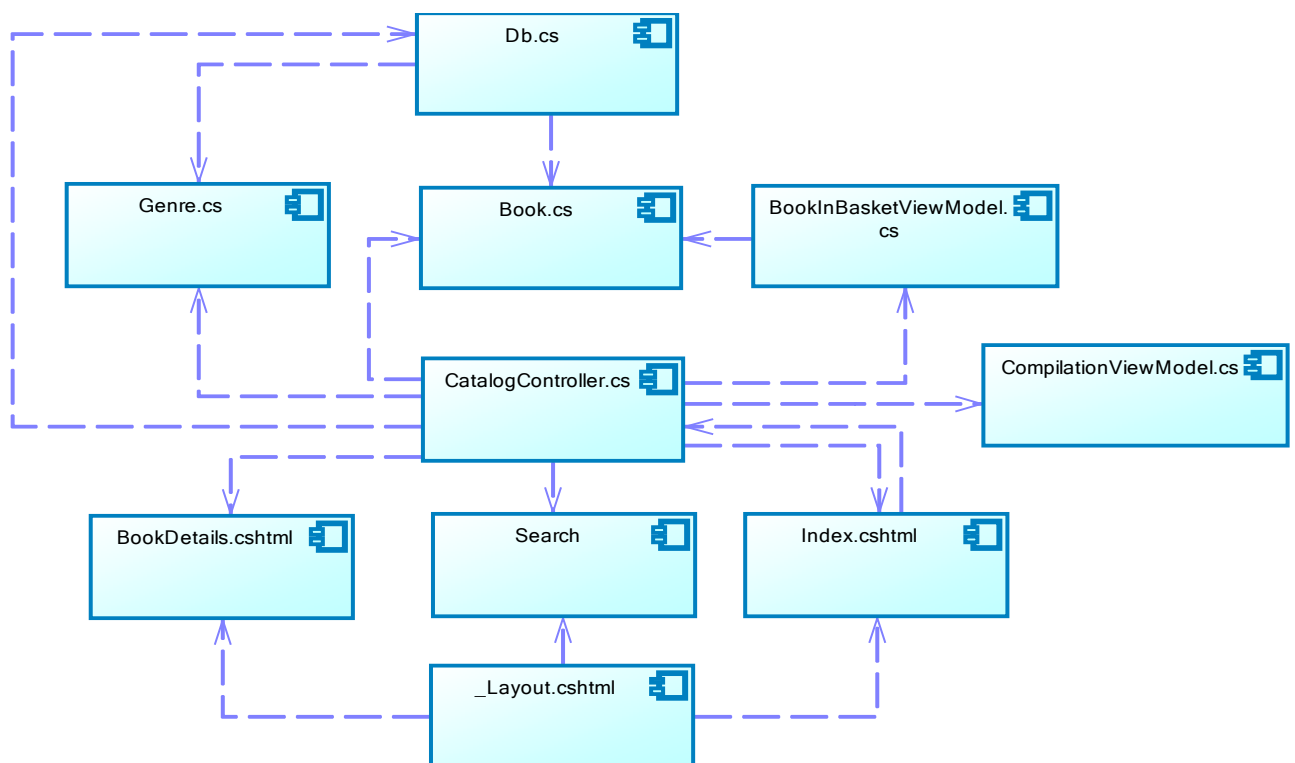 Db.cs
Genre.cs
Book.cs
BookInBasketViewModel.
cs
CatalogController.cs
CompilationViewModel.cs
BookDetails.cshtml
Search
Index.cshtml
_Layout.cshtml